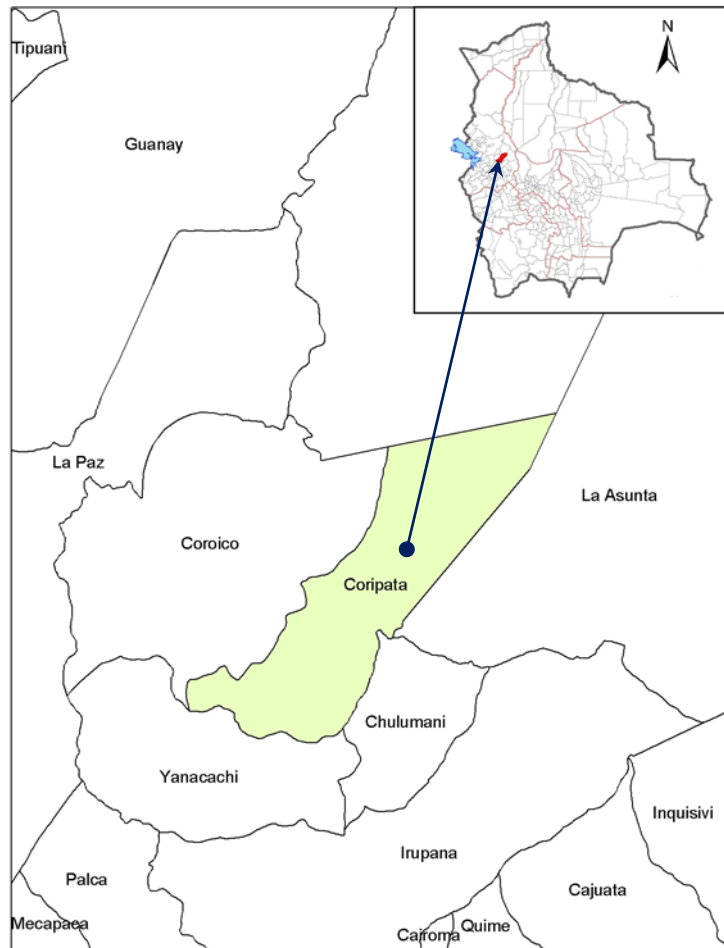 Tipuani
N
Guanay
La Paz
Coroico
La Asunta
Coripata
Chulumani
Yanacachi
Inquisivi
Irupana
Palca
Cajuata
Mecapaca
Quime
Cairoma